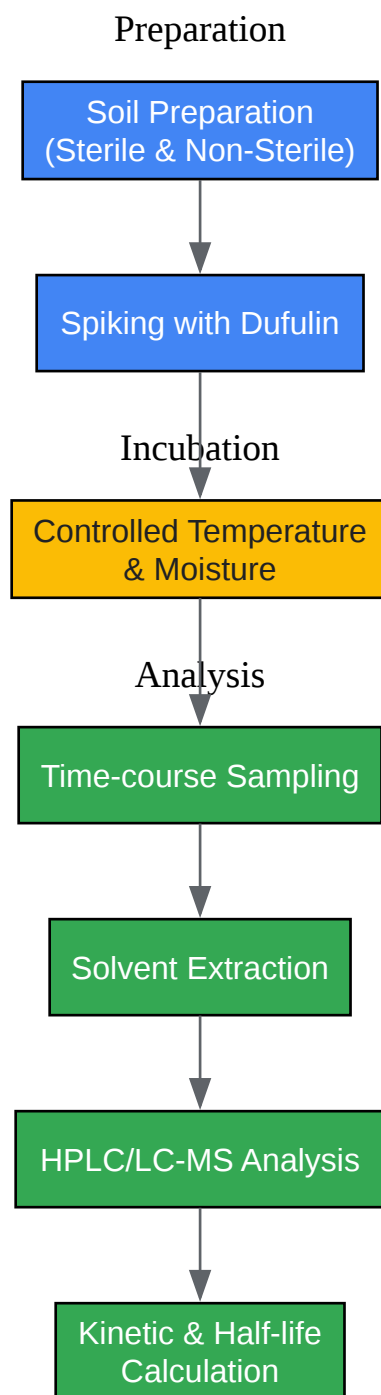 Preparation
Soil Preparation
(Sterile & Non-Sterile)
Spiking with Dufulin
Incubation
Controlled Temperature
& Moisture
Analysis
Time-course Sampling
Solvent Extraction
HPLC/LC-MS Analysis
Kinetic & Half-life
Calculation